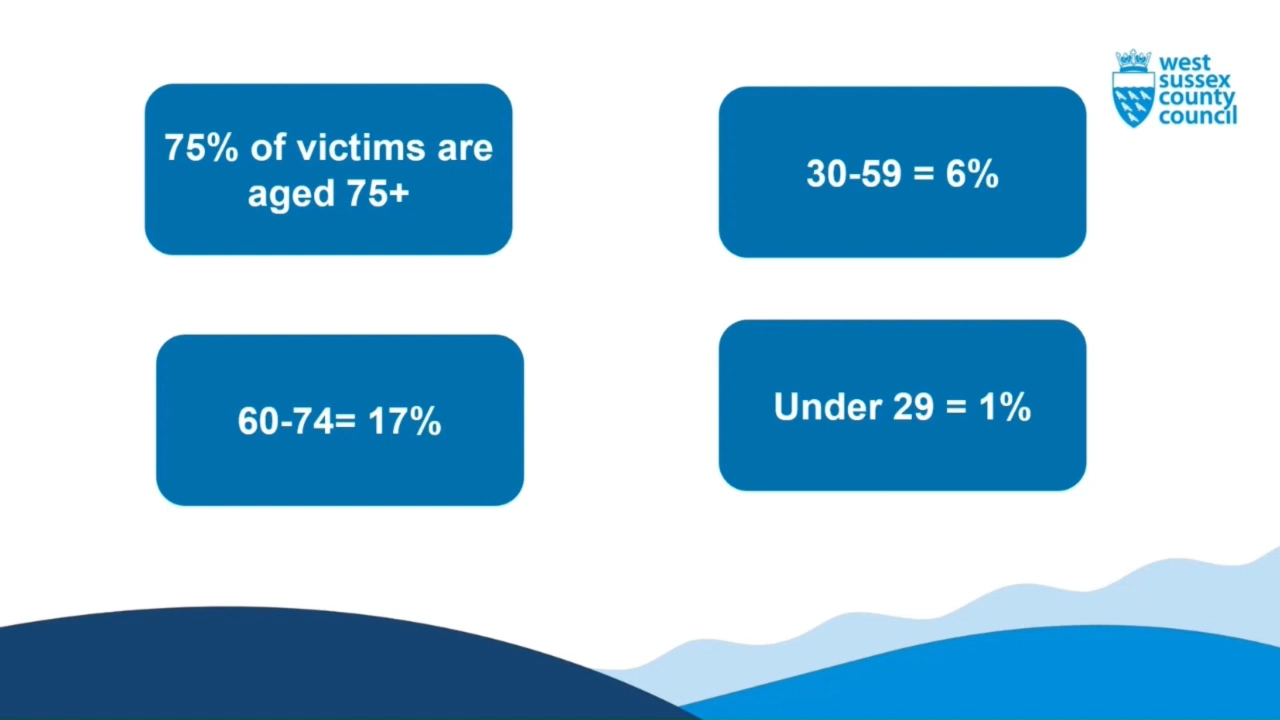 75% of victims are
aged 75+
30-59 = 6%
60-74= 17%
Under 29 = 1%
west
sussex
county
council